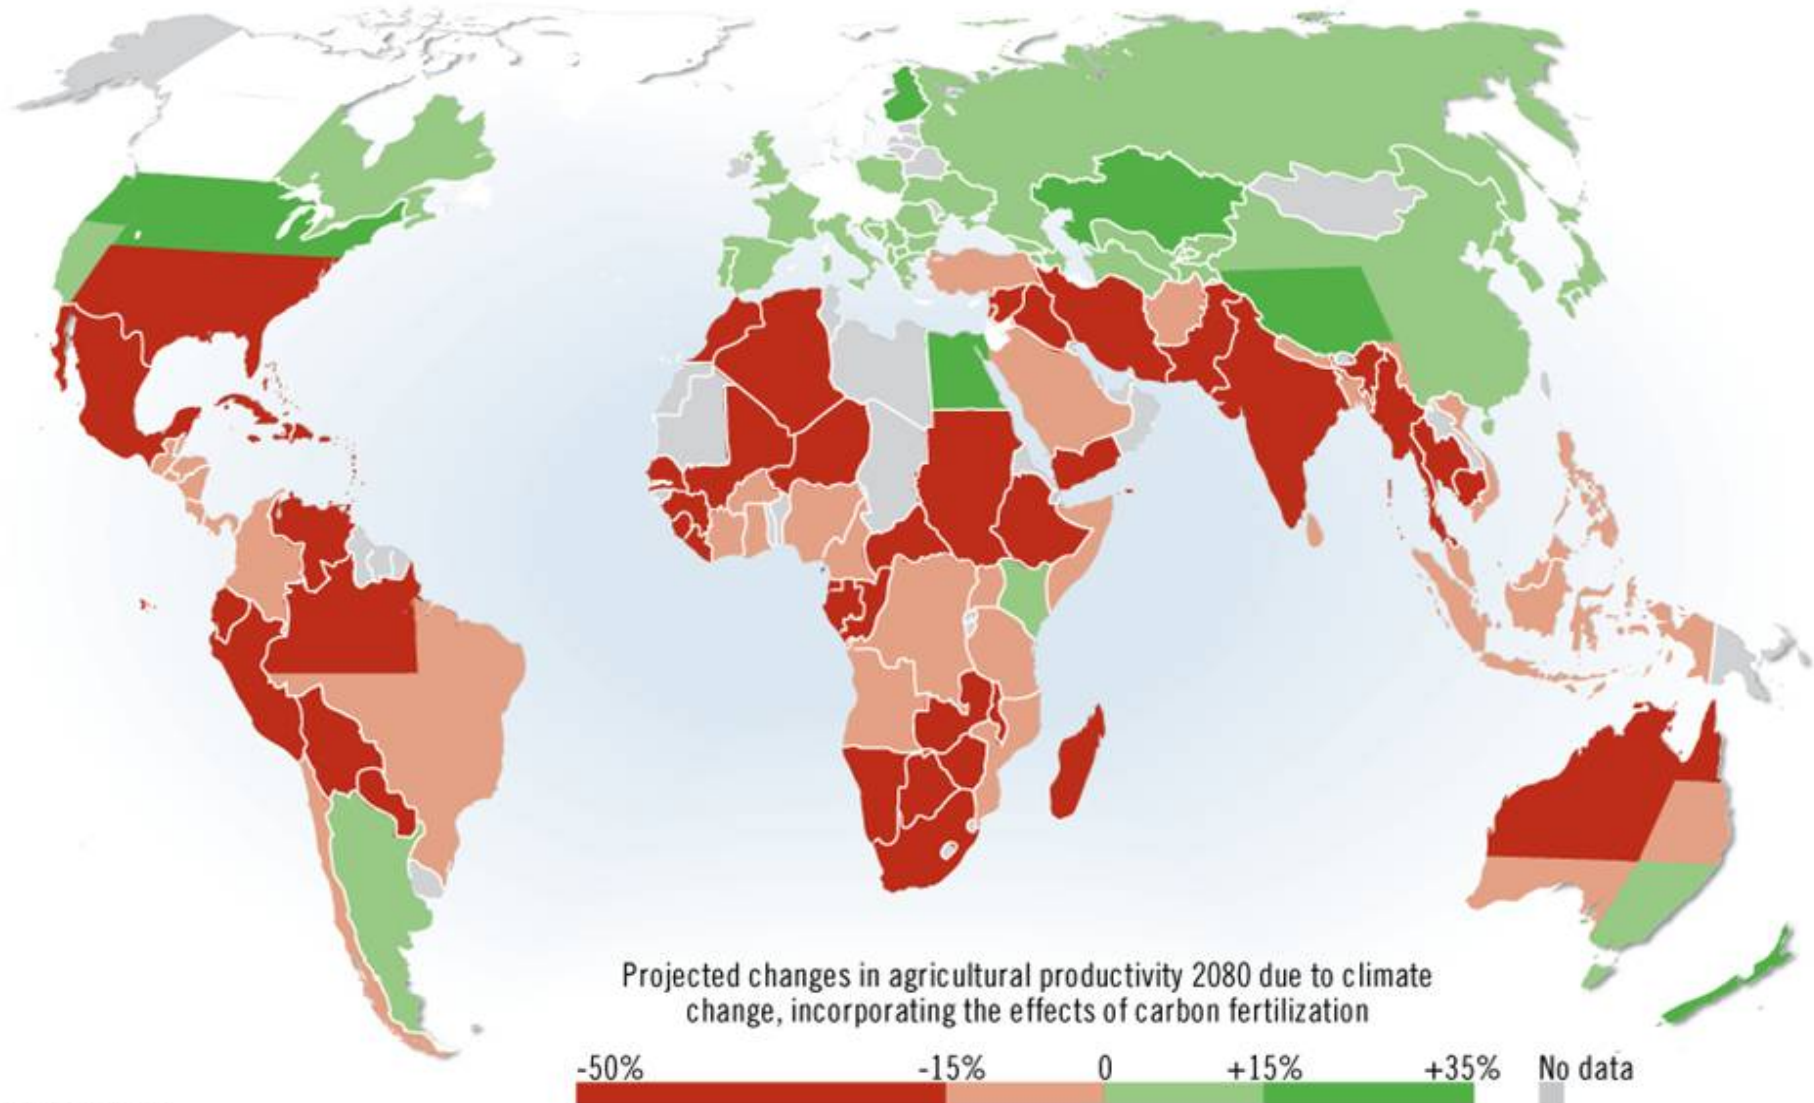 Projected changes in agricultural productivity 2080 due to climate
change, incorporating the effects of carbon fertilization
-50% -15% 0 +15% +35% No data